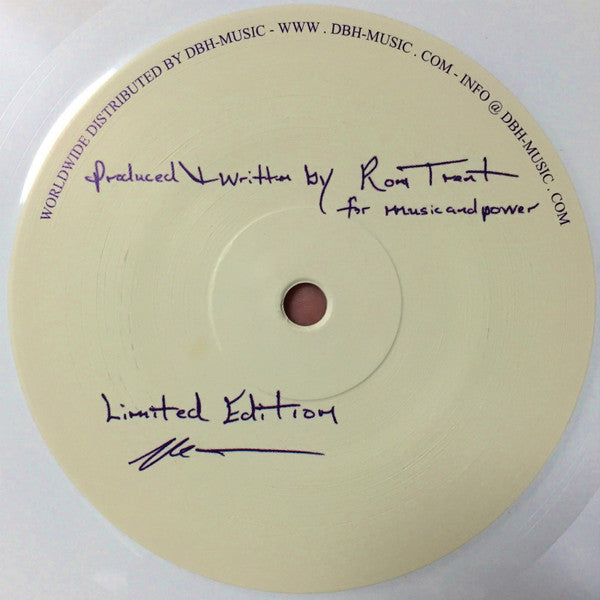 WORLDWIDE DISTRIBUTED BY DBH-MUSIC - WWW . DBH-MUSIC . COM - INFO @ DBH-MUSIC . COM
Produced & written by Ron Trent
for musicandpower
Limited Edition